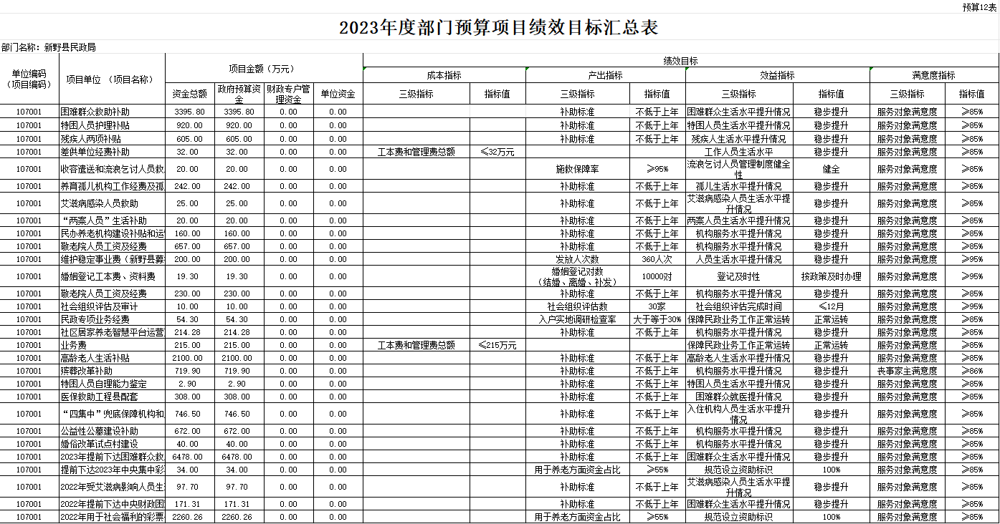 预算12表
2023年度部门预算项目绩效目标汇总表
部门名称：新野县民政局
单位编码（项目编码） 项目单位 （项目名称） 项目金额（万元） 绩效目标
成本指标 产出指标 效益指标 满意度指标
资金总额 政府预算资金 财政专户管理资金 单位资金 三级指标 指标值 三级指标 指标值 三级指标 指标值 三级指标 指标值
107001 困难群众救助补助 3395.80 3395.80 0.00 0.00 补助标准 不低于上年 困难群众生活水平提升情况 稳步提升 服务对象满意度 ≥85%
107001 特困人员护理补贴 920.00 920.00 0.00 0.00 补助标准 不低于上年 特困人员生活水平提升情况 稳步提升 服务对象满意度 ≥85%
107001 残疾人两项补贴 605.00 605.00 0.00 0.00 补助标准 不低于上年 残疾人生活水平提升情况 稳步提升 服务对象满意度 ≥85%
107001 差供单位经费补助 32.00 32.00 0.00 0.00 工本费和管理费总额 ≤32万元 工作人员生活水平 稳步提升 服务对象满意度 ≥85%
107001 收容遣送和流浪乞讨人员救 20.00 20.00 0.00 0.00 施救保障率 ≥95% 流浪乞讨人员管理制度健全性 健全 服务对象满意度 ≥85%
107001 养育孤儿机构工作经费及孤 242.00 242.00 0.00 0.00 补助标准 不低于上年 孤儿生活水平提升情况 稳步提升 服务对象满意度 ≥85%
107001 艾滋病感染人员救助 25.00 25.00 0.00 0.00 补助标准 不低于上年 艾滋病感染人员生活水平提升情况 稳步提升 服务对象满意度 ≥85%
107001 “两案人员”生活补助 20.00 20.00 0.00 0.00 补助标准 不低于上年 两案人员生活水平提升情况 稳步提升 服务对象满意度 ≥85%
107001 民办养老机构建设补贴和运 160.00 160.00 0.00 0.00 补助标准 不低于上年 机构服务水平提升情况 稳步提升 服务对象满意度 ≥85%
107001 敬老院人员工资及经费 657.00 657.00 0.00 0.00 补助标准 不低于上年 机构服务水平提升情况 稳步提升 服务对象满意度 ≥85%
107001 维护稳定事业费（新野县募 200.00 200.00 0.00 0.00 发放人次数 360人次 人员生活水平提升情况 稳步提升 服务对象满意度 ≥95%
107001 婚姻登记工本费、资料费 19.30 19.30 0.00 0.00 婚姻登记对数（结婚、离婚、补发） 10000对 登记及时性 按政策及时办理 服务对象满意度 ≥95%
107001 敬老院人员工资及经费 230.00 230.00 0.00 0.00 补助标准 不低于上年 机构服务水平提升情况 稳步提升 服务对象满意度 ≥85%
107001 社会组织评估及审计 10.00 10.00 0.00 0.00 社会组织评估数 30家 社会组织评估完成时间 ≤12月 服务对象满意度 ≥95%
107001 民政专项业务经费 54.30 54.30 0.00 0.00 入户实地调研检查率 大于等于30% 保障民政业务工作正常运转 正常运转 服务对象满意度 ≥85%
107001 社区居家养老智慧平台运营 214.28 214.28 0.00 0.00 补助标准 不低于上年 机构服务水平提升情况 稳步提升 服务对象满意度 ≥85%
107001 业务费 215.00 215.00 0.00 0.00 工本费和管理费总额 ≤215万元 保障民政业务工作正常运转 正常运转 服务对象满意度 ≥85%
107001 高龄老人生活补贴 2100.00 2100.00 0.00 0.00 补助标准 不低于上年 高龄老人生活水平提升情况 稳步提升 服务对象满意度 ≥85%
107001 殡葬改革补助 719.90 719.90 0.00 0.00 补助标准 不低于上年 机构服务水平提升情况 稳步提升 丧事家主满意度 ≥86%
107001 特困人员自理能力鉴定 2.90 2.90 0.00 0.00 补助标准 不低于上年 特困人员生活水平提升情况 稳步提升 服务对象满意度 ≥85%
107001 医保救助工程县配套 308.00 308.00 0.00 0.00 补助标准 不低于上年 困难群众就医提升情况 稳步提升 服务对象满意度 ≥85%
107001 “四集中”兜底保障机构和 746.50 746.50 0.00 0.00 补助标准 不低于上年 入住机构人员生活水平提升情况 稳步提升 服务对象满意度 ≥85%
107001 公益性公墓建设补助 672.00 672.00 0.00 0.00 补助标准 不低于上年 机构服务水平提升情况 稳步提升 服务对象满意度 ≥85%
107001 婚俗改革试点村建设 40.00 40.00 0.00 0.00 补助标准 不低于上年 机构服务水平提升情况 稳步提升 服务对象满意度 ≥85%
107001 2023年提前下达困难群众救 6478.00 6478.00 0.00 0.00 补助标准 不低于上年 困难群众生活水平提升情况 稳步提升 服务对象满意度 ≥85%
107001 提前下达2023年中央集中彩 34.00 34.00 0.00 0.00 用于养老方面资金占比 ≥55% 规范设立资助标识 100% 服务对象满意度 ≥85%
107001 2022年受艾滋病影响人员生 97.70 97.70 0.00 0.00 补助标准 不低于上年 艾滋病感染人员生活水平提升情况 稳步提升 服务对象满意度 ≥85%
107001 2022年提前下达中央财政困 171.31 171.31 0.00 0.00 补助标准 不低于上年 困难群众生活水平提升情况 稳步提升 服务对象满意度 ≥85%
107001 2022年用于社会福利的彩票 2260.26 2260.26 0.00 0.00 用于养老方面资金占比 ≥55% 规范设立资助标识 100% 服务对象满意度 ≥85%